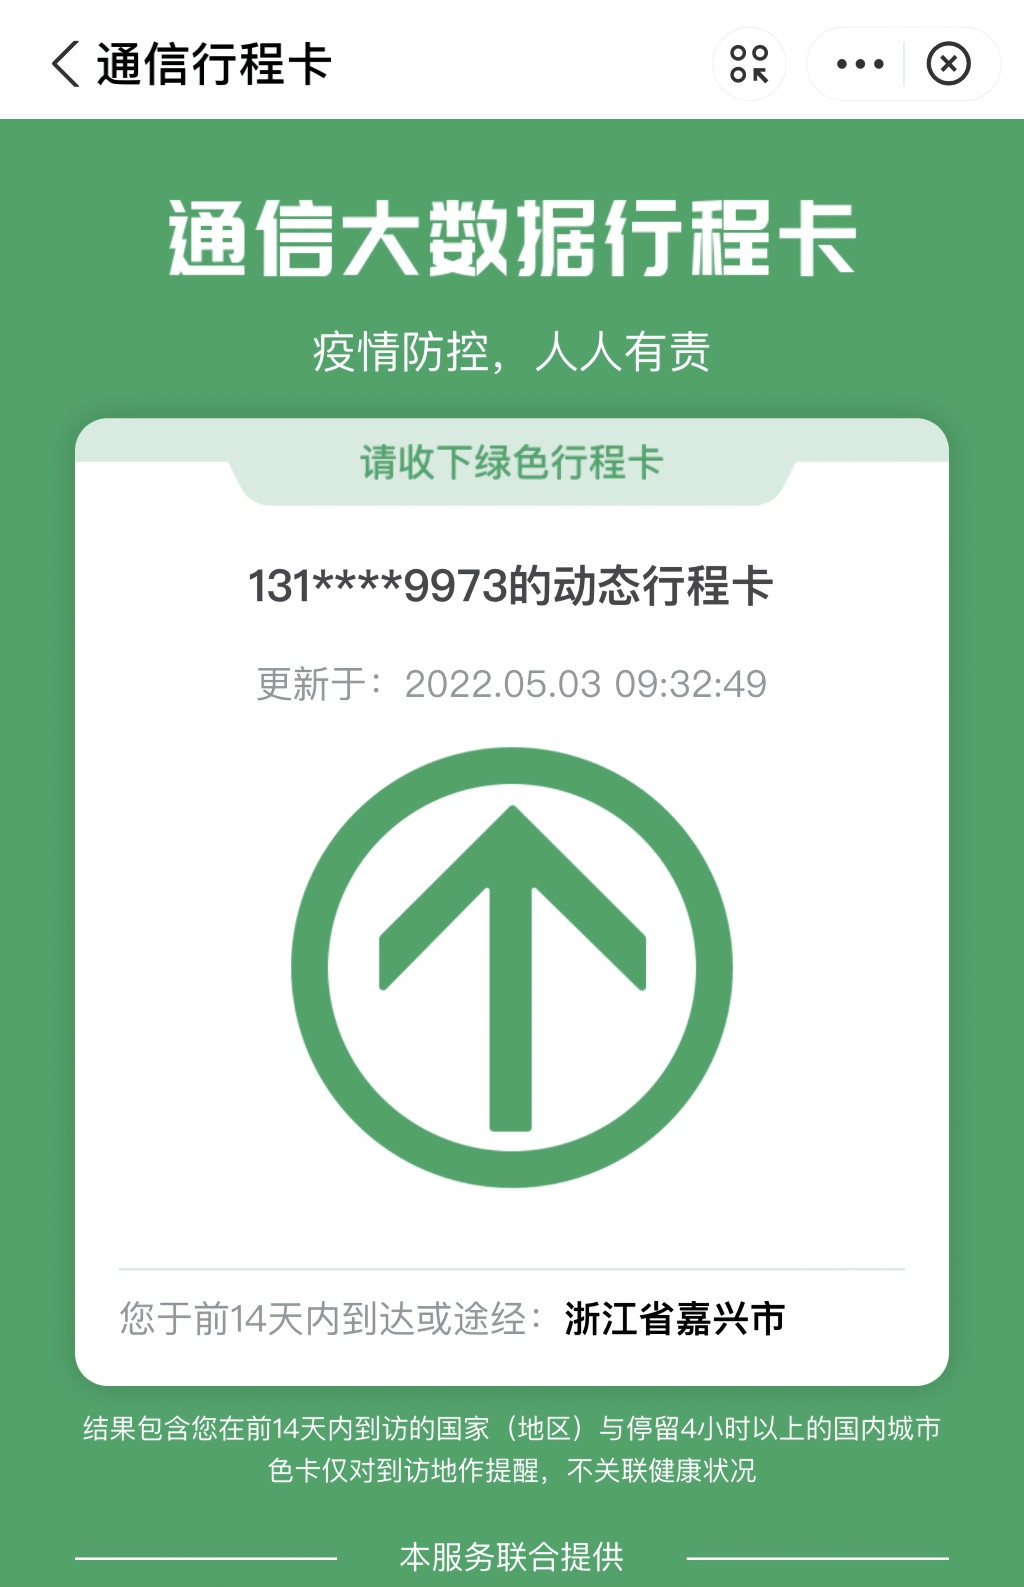 通信行程卡
通信大数据行程卡
疫情防控，人人有责
请收下绿色行程卡
131****9973的动态行程卡
更新于：2022.05.03 09:32:49
您于前14天内到达或途经：浙江省嘉兴市
结果包含您在前14天内到访的国家（地区）与停留4小时以上的国内城市
色卡仅对到访地作提醒，不关联健康状况
本服务联合提供